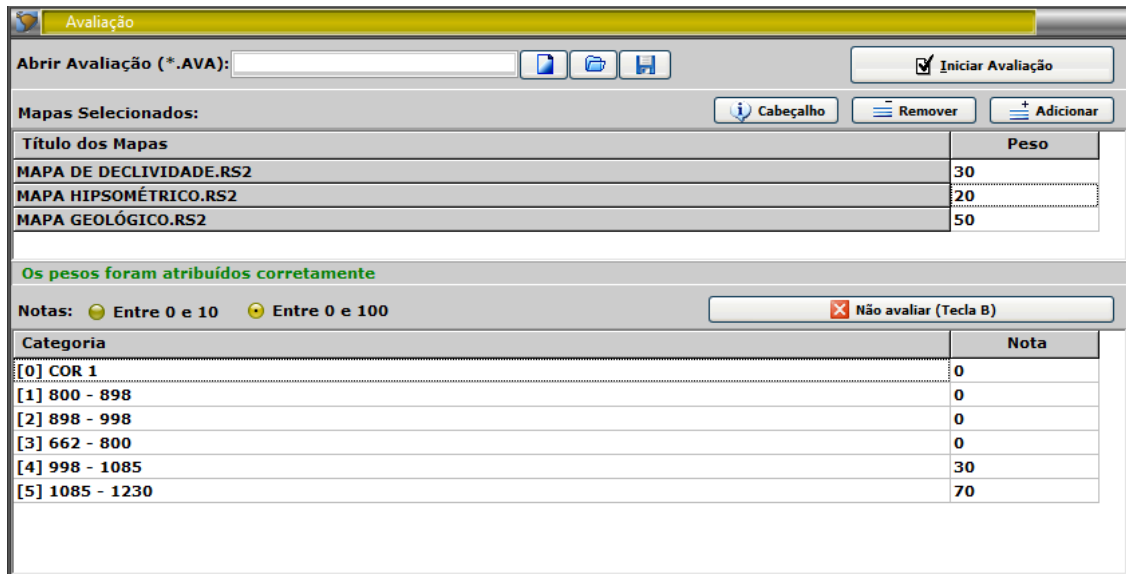 Avaliação
Abrir Avaliação (*.AVA): Iniciar Avaliação
Mapas Selecionados: Cabeçalho Remover Adicionar
Título dos Mapas Peso
MAPA DE DECLIVIDADE.RS2 30
MAPA HIPSOMÉTRICO.RS2 20
MAPA GEOLÓGICO.RS2 50
Os pesos foram atribuídos corretamente
Notas: Entre 0 e 10 Entre 0 e 100 Não avaliar (Tecla B)
Categoria Nota
[0] COR 1 0
[1] 800 - 898 0
[2] 898 - 998 0
[3] 662 - 800 0
[4] 998 - 1085 30
[5] 1085 - 1230 70